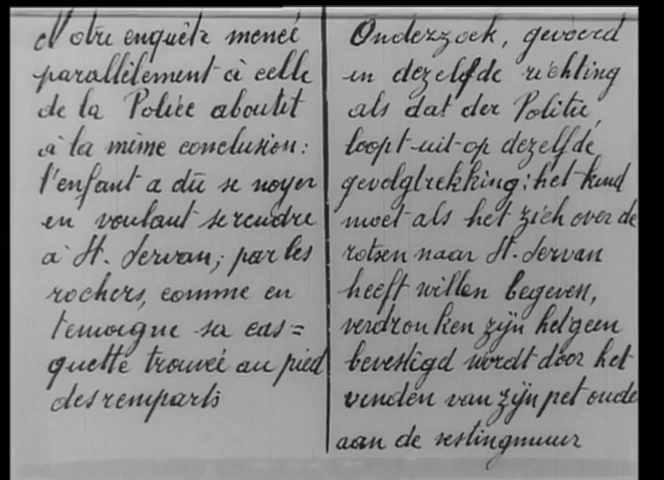 Notre enquête menée
parallèlement à celle
de la Police aboutit
à la même conclusion:
l'enfant a dû se noyer
en voulant se rendre
à St. Servan; par les
rochers, comme en
témoigne sa cas=
quette trouvée au pied
des remparts
Onderzoek, gevoerd
in dezelfde richting
als dat der Politie,
loopt uit op dezelfde
gevolgtrekking: het kind
moet als het zich over de
rotsen naar St. Servan
heeft willen begeven,
verdronken zijn hetgeen
bevestigd wordt door het
vinden van zijn pet onde
aan de vestingmuur